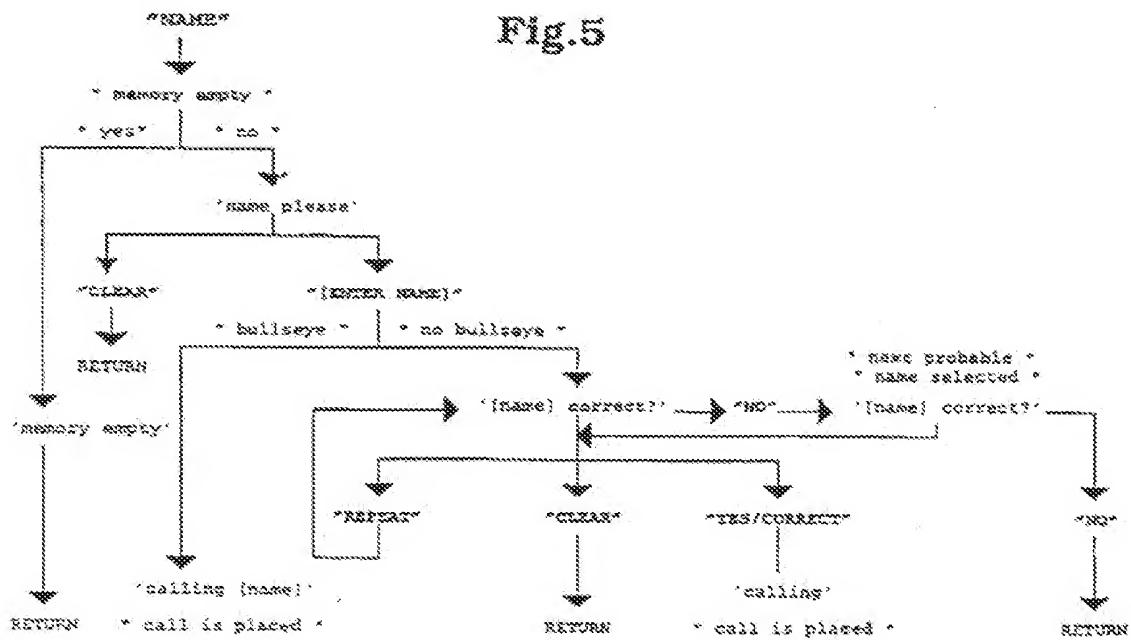 Fig.5
"NAME"
* memory empty *
* yes* * no *
'name please'
"CLEAR" "[ENTER NAME]"
* bullseye * * no bullseye *
RETURN
* next probable *
* name selected *
'[name] correct?' "NO" '[name] correct?'
'memory empty'
"REPEAT" "CLEAR" "YES/CORRECT" "NO"
'calling [name]' 'calling'
RETURN * call is placed * RETURN * call is placed * RETURN